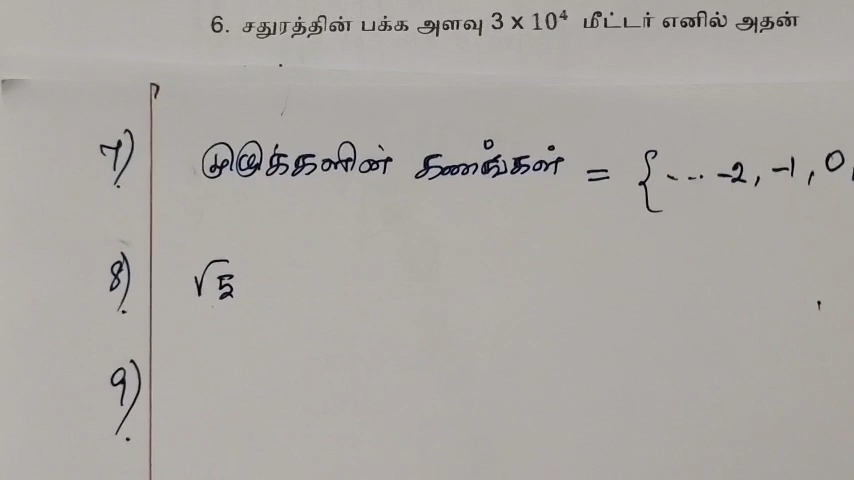 6. சதுரத்தின் பக்க அளவு 3 x 10⁴ மீட்டர் எனில் அதன்
7) முழுக்களின் கணங்கள் = { ... -2, -1, 0,
8) √5
9)